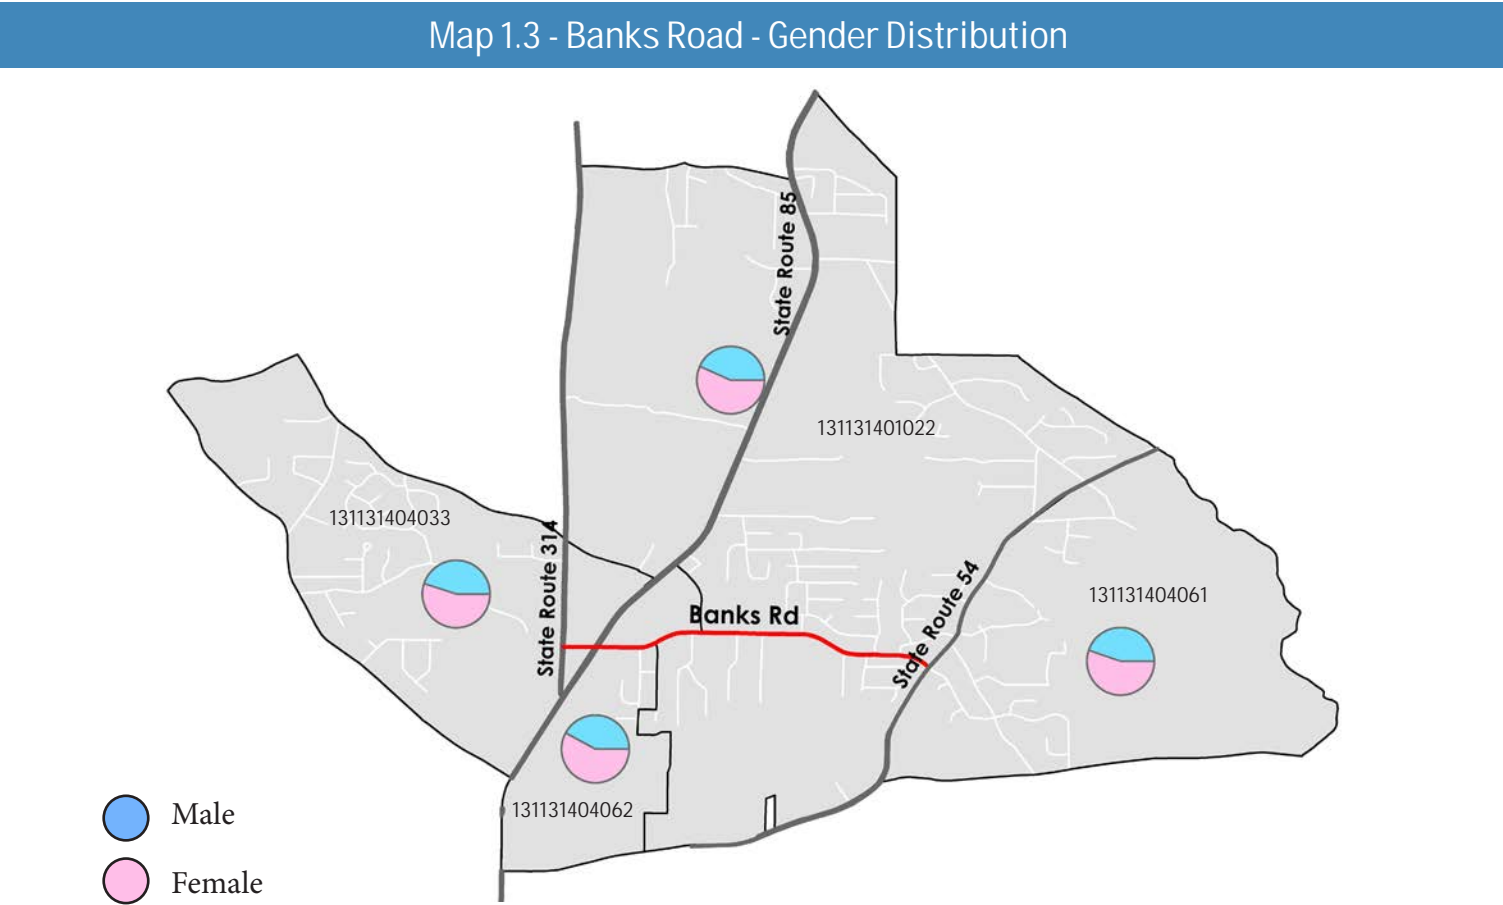 Map 1.3 - Banks Road - Gender Distribution
State Route 85
131131401022
131131404033
State Route 314
State Route 54
131131404061
Banks Rd
131131404062
Male
Female